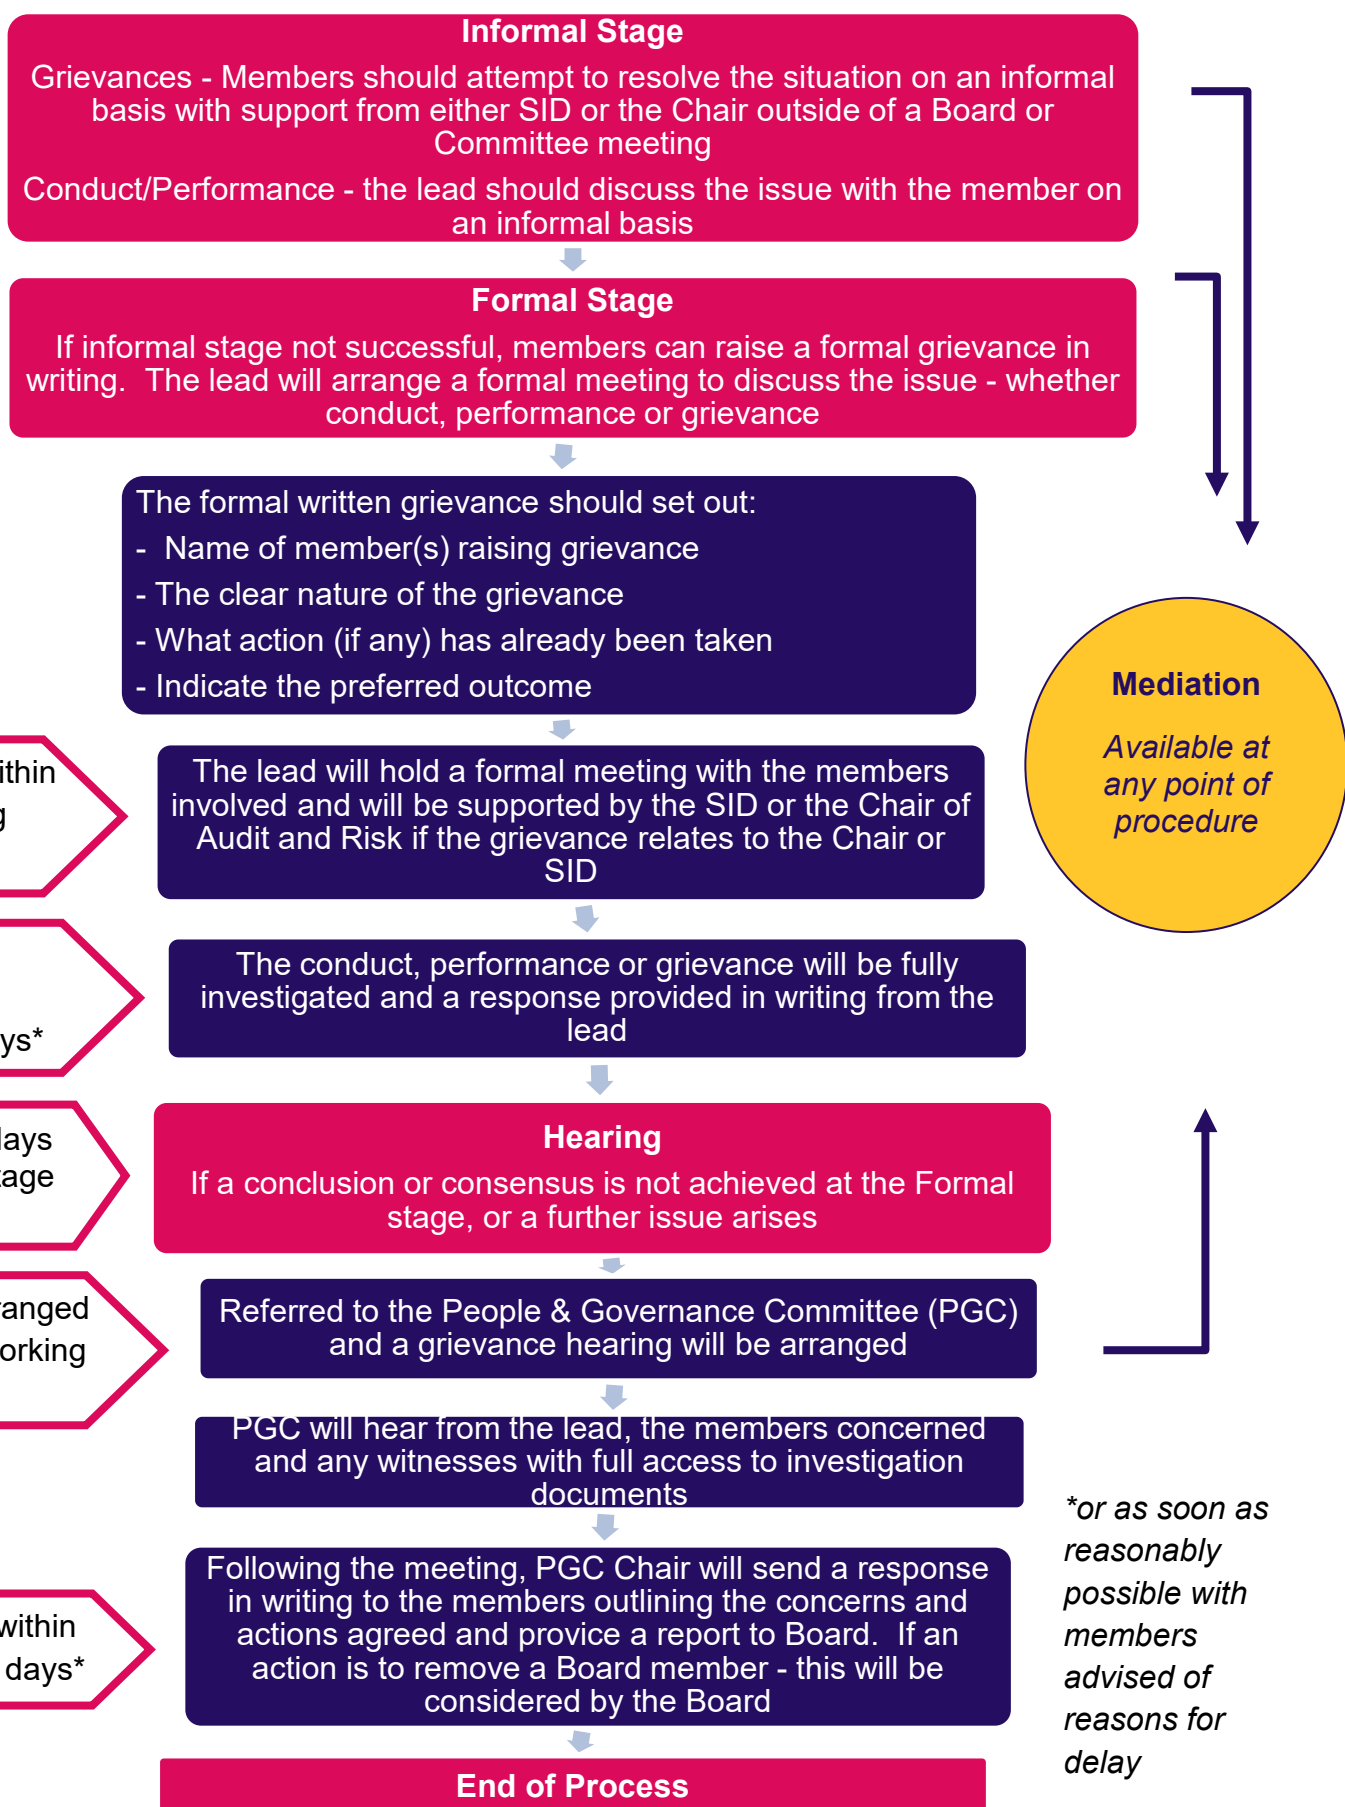 Informal Stage
Grievances - Members should attempt to resolve the situation on an informal
basis with support from either SID or the Chair outside of a Board or
Committee meeting
Conduct/Performance - the lead should discuss the issue with the member on
an informal basis
Formal Stage
If informal stage not successful, members can raise a formal grievance in
writing.  The lead will arrange a formal meeting to discuss the issue - whether
conduct, performance or grievance
The formal written grievance should set out:
-  Name of member(s) raising grievance
- The clear nature of the grievance
- What action (if any) has already been taken
- Indicate the preferred outcome
Mediation
Available at
any point of
procedure
The lead will hold a formal meeting with the members
involved and will be supported by the SID or the Chair of
Audit and Risk if the grievance relates to the Chair or
SID
The conduct, performance or grievance will be fully
investigated and a response provided in writing from the
lead
Hearing
If a conclusion or consensus is not achieved at the Formal
stage, or a further issue arises
Referred to the People & Governance Committee (PGC)
and a grievance hearing will be arranged
PGC will hear from the lead, the members concerned
and any witnesses with full access to investigation
documents
within
days*
Following the meeting, PGC Chair will send a response
in writing to the members outlining the concerns and
actions agreed and provice a report to Board.  If an
action is to remove a Board member - this will be
considered by the Board
*or as soon as
reasonably
possible with
members
advised of
reasons for
delay
End of Process